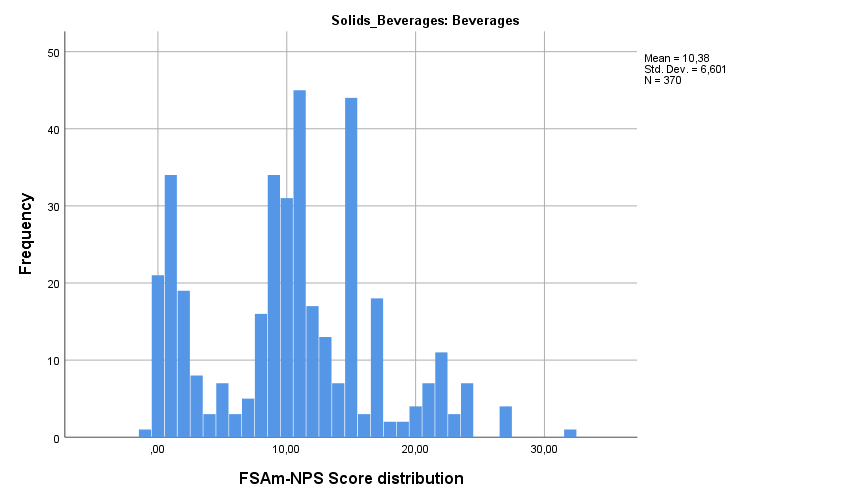 Solids_Beverages: Beverages
Mean = 10,38
Std. Dev. = 6,601
N = 370
50
40
30
20
10
0
Frequency
,00
10,00
20,00
30,00
FSAm-NPS Score distribution